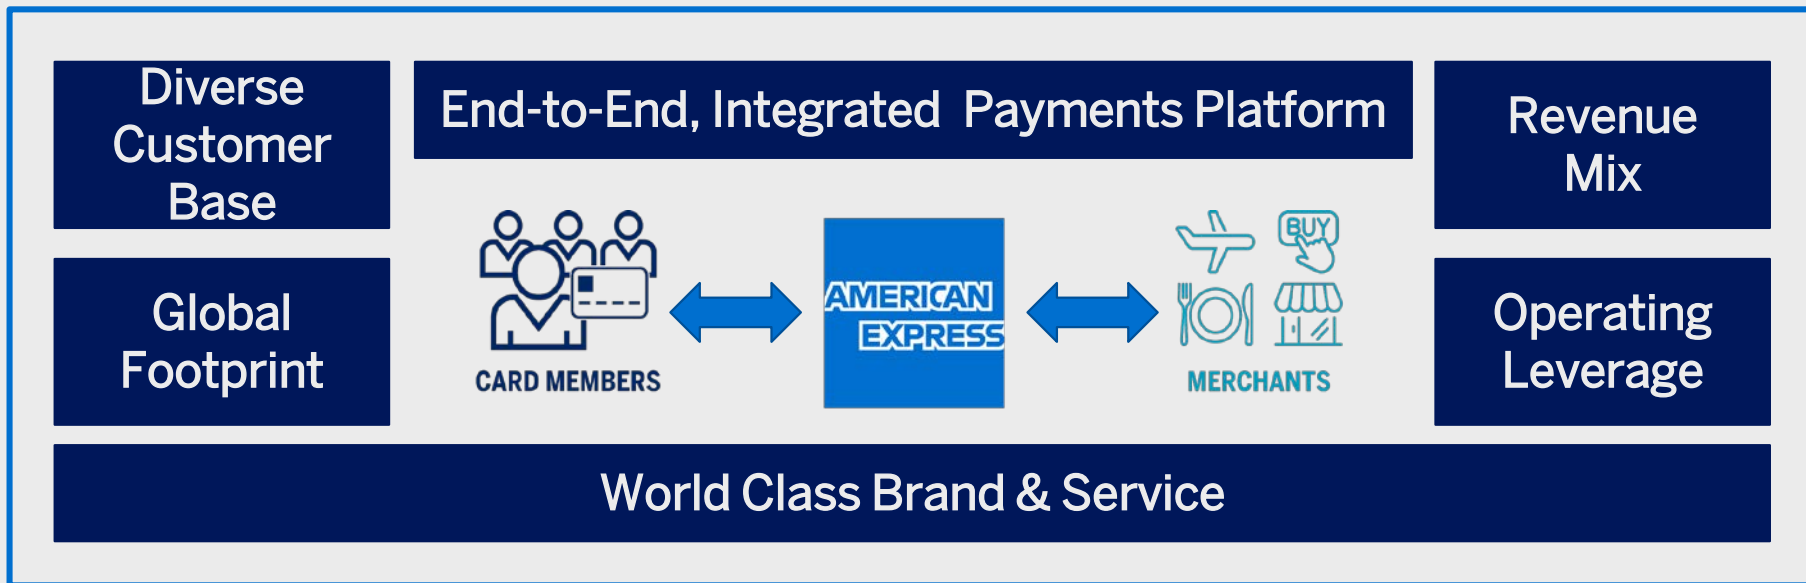 Diverse
Customer
Base
End-to-End, Integrated Payments Platform
Revenue
Mix
Global
Footprint
CARD MEMBERS
AMERICAN
EXPRESS
BUY
MERCHANTS
Operating
Leverage
World Class Brand & Service